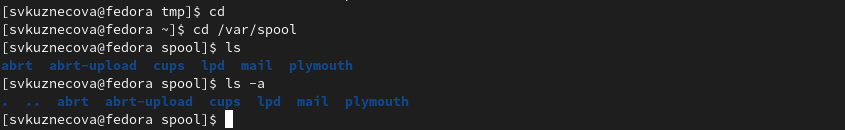 [svkuznecova@fedora tmp]$ cd
[svkuznecova@fedora ~]$ cd /var/spool
[svkuznecova@fedora spool]$ ls
abrt  abrt-upload  cups  lpd  mail  plymouth
[svkuznecova@fedora spool]$ ls -a
.  ..  abrt  abrt-upload  cups  lpd  mail  plymouth
[svkuznecova@fedora spool]$